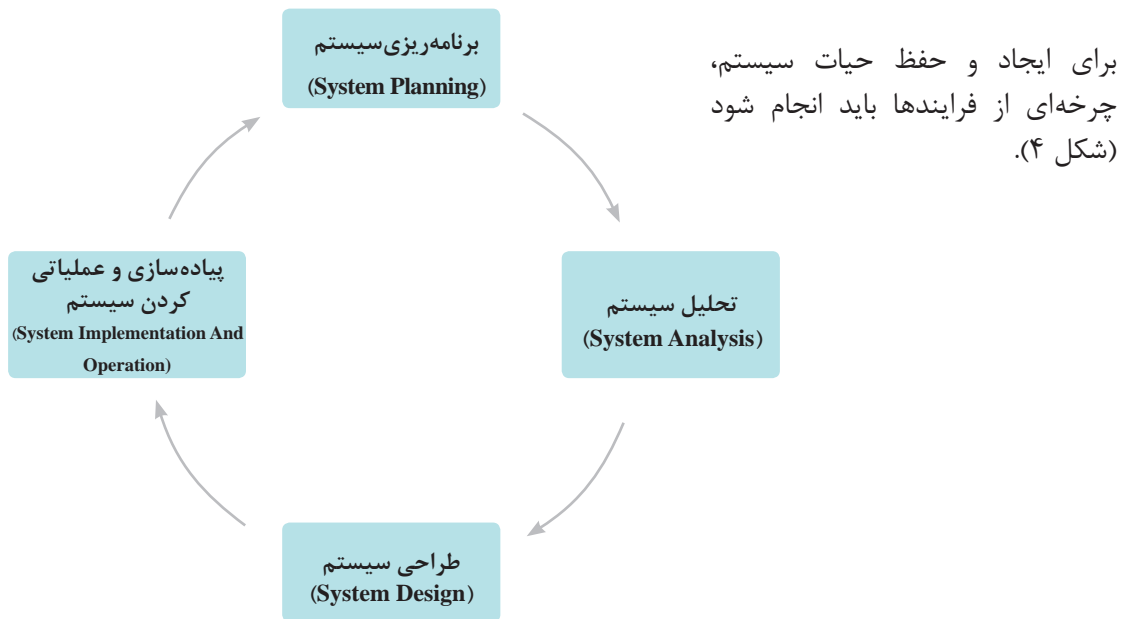 برای ایجاد و حفظ حیات سیستم،
چرخه‌ای از فرایندها باید انجام شود
(شکل ۴).
برنامه‌ریزی‌سیستم
(System Planning)
تحلیل سیستم
(System Analysis)
طراحی سیستم
(System Design)
پیاده‌سازی و عملیاتی
کردن سیستم
(System Implementation And
Operation)